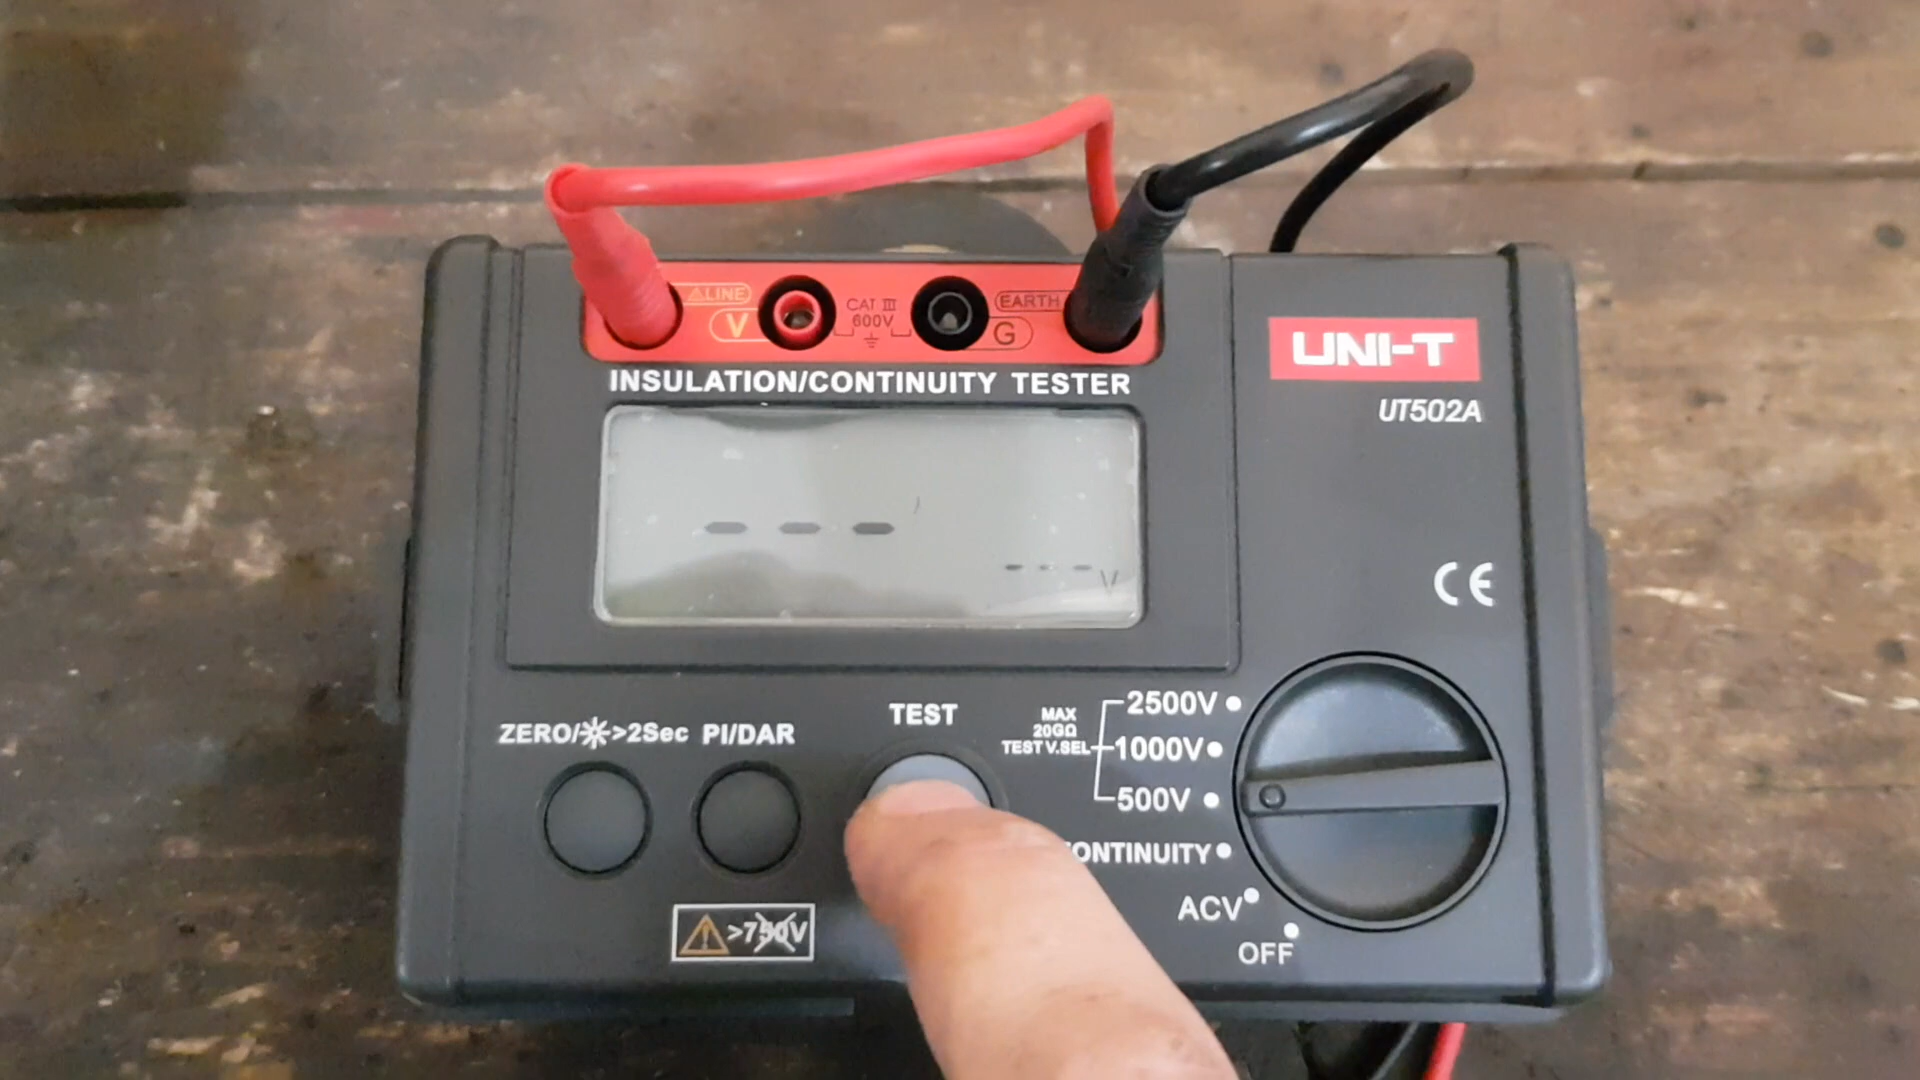 ⚠LINE
V
CAT III
600V
EARTH
G
INSULATION/CONTINUITY TESTER
UNI-T
UT502A
--- 
--- V
CE
ZERO/☀>2Sec
PI/DAR
TEST
MAX
20GΩ
TEST V.SEL
2500V
1000V
500V
CONTINUITY
ACV
OFF
>750V